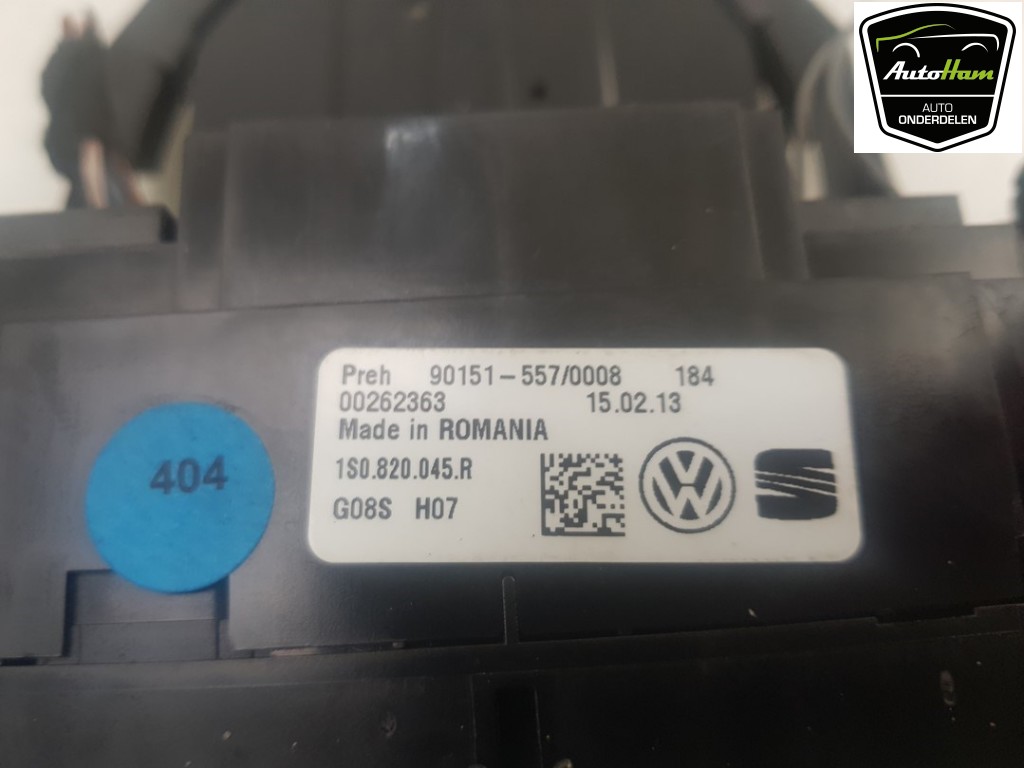 AutoHam
AUTO
ONDERDELEN
Preh 90151-557/0008 184
00262363 15.02.13
Made in ROMANIA
1S0.820.045.R
G08S H07
404